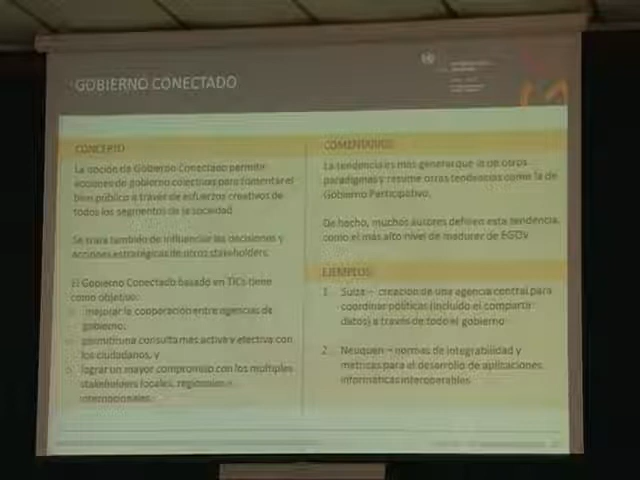 GOBIERNO CONECTADO
CONCEPTO
La noción de Gobierno Conectado permitir
acciones de gobierno colectivas para fomentar el
bien público a través de esfuerzos creativos de
todos los segmentos de la sociedad
Se trata también de influenciar las decisiones y
acciones estratégicas de otros stakeholders.
El Gobierno Conectado basado en TICs tiene
como objetivo:
mejorar la cooperación entre agencias de
gobierno;
permitir una consulta más activa y efectiva con
los ciudadanos, y
lograr un mayor compromiso con los múltiples
stakeholders locales, regionales e
internacionales.
COMENTARIOS
La tendencia es más general que la de otros
paradigmas y resume otras tendencias como la de
Gobierno Participativo.
De hecho, muchos autores definen esta tendencia
como el más alto nivel de madurez de EGOV
EJEMPLOS
1. Suiza – creación de una agencia central para
coordinar políticas (incluido el compartir
datos) a través de todo el gobierno
2. Neuquén – normas de integrabilidad y
métricas para el desarrollo de aplicaciones
informáticas interoperables